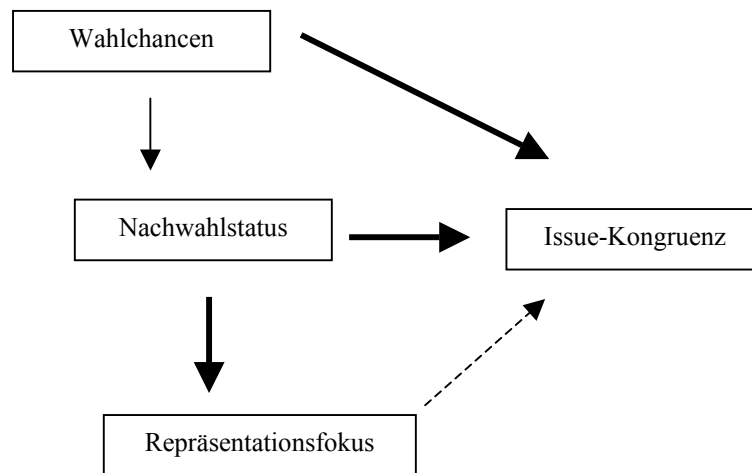 Wahlchancen
Nachwahlstatus
Issue-Kongruenz
Repräsentationsfokus